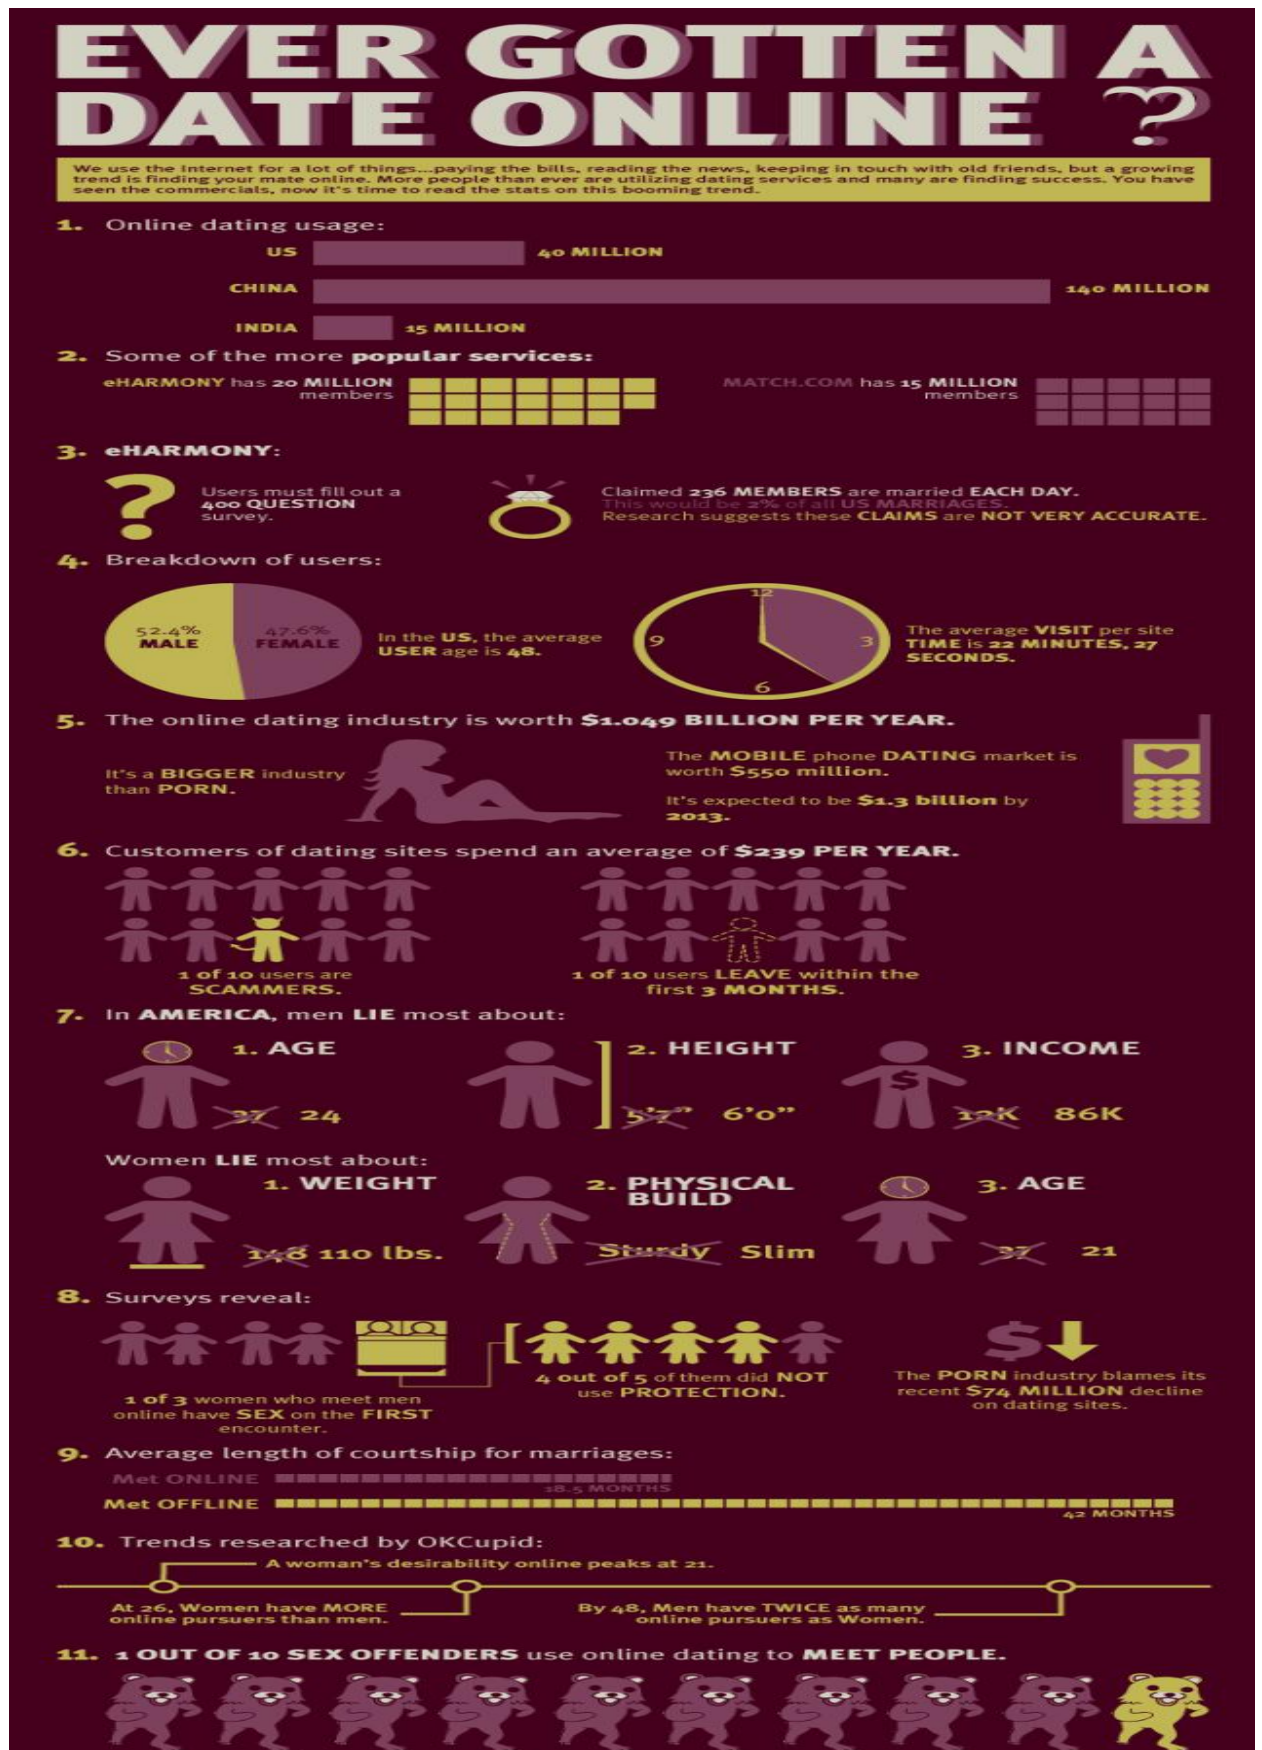 EVER GOTTEN A
DATE ONLINE ?
We use the Internet for a lot of things...paying the bills, reading the news, keeping in touch with old friends, but a growing
trend is finding your mate online. More people than ever are utilizing dating services and many are finding success. You have
seen the commercials, now it's time to read the stats on this booming trend.
1. Online dating usage:
US 40 MILLION
CHINA 140 MILLION
INDIA 15 MILLION
2. Some of the more popular services:
eHARMONY has 20 MILLION
members
MATCH.COM has 15 MILLION
members
3. eHARMONY:
?
Users must fill out a
400 QUESTION
survey.
Claimed 236 MEMBERS are married EACH DAY.
This would be 2% of all US MARRIAGES.
Research suggests these CLAIMS are NOT VERY ACCURATE.
4. Breakdown of users:
52.4%
MALE
47.6%
FEMALE
In the US, the average
USER age is 48.
12
9
3
6
The average VISIT per site
TIME is 22 MINUTES, 27
SECONDS.
5. The online dating industry is worth $1.049 BILLION PER YEAR.
It's a BIGGER industry
than PORN.
The MOBILE phone DATING market is
worth $550 million.
It's expected to be $1.3 billion by
2013.
6. Customers of dating sites spend an average of $239 PER YEAR.
1 of 10 users are
SCAMMERS.
1 of 10 users LEAVE within the
first 3 MONTHS.
7. In AMERICA, men LIE most about:
1. AGE
37 24
2. HEIGHT
5'7" 6'0"
3. INCOME
$
12K 86K
Women LIE most about:
1. WEIGHT
148 110 lbs.
2. PHYSICAL
BUILD
Sturdy Slim
3. AGE
37 21
8. Surveys reveal:
1 of 3 women who meet men
online have SEX on the FIRST
encounter.
4 out of 5 of them did NOT
use PROTECTION.
$
The PORN industry blames its
recent $74 MILLION decline
on dating sites.
9. Average length of courtship for marriages:
Met ONLINE
18.5 MONTHS
Met OFFLINE
42 MONTHS
10. Trends researched by OKCupid:
A woman's desirability online peaks at 21.
At 26, Women have MORE
online pursuers than men.
By 48, Men have TWICE as many
online pursuers as Women.
11. 1 OUT OF 10 SEX OFFENDERS use online dating to MEET PEOPLE.